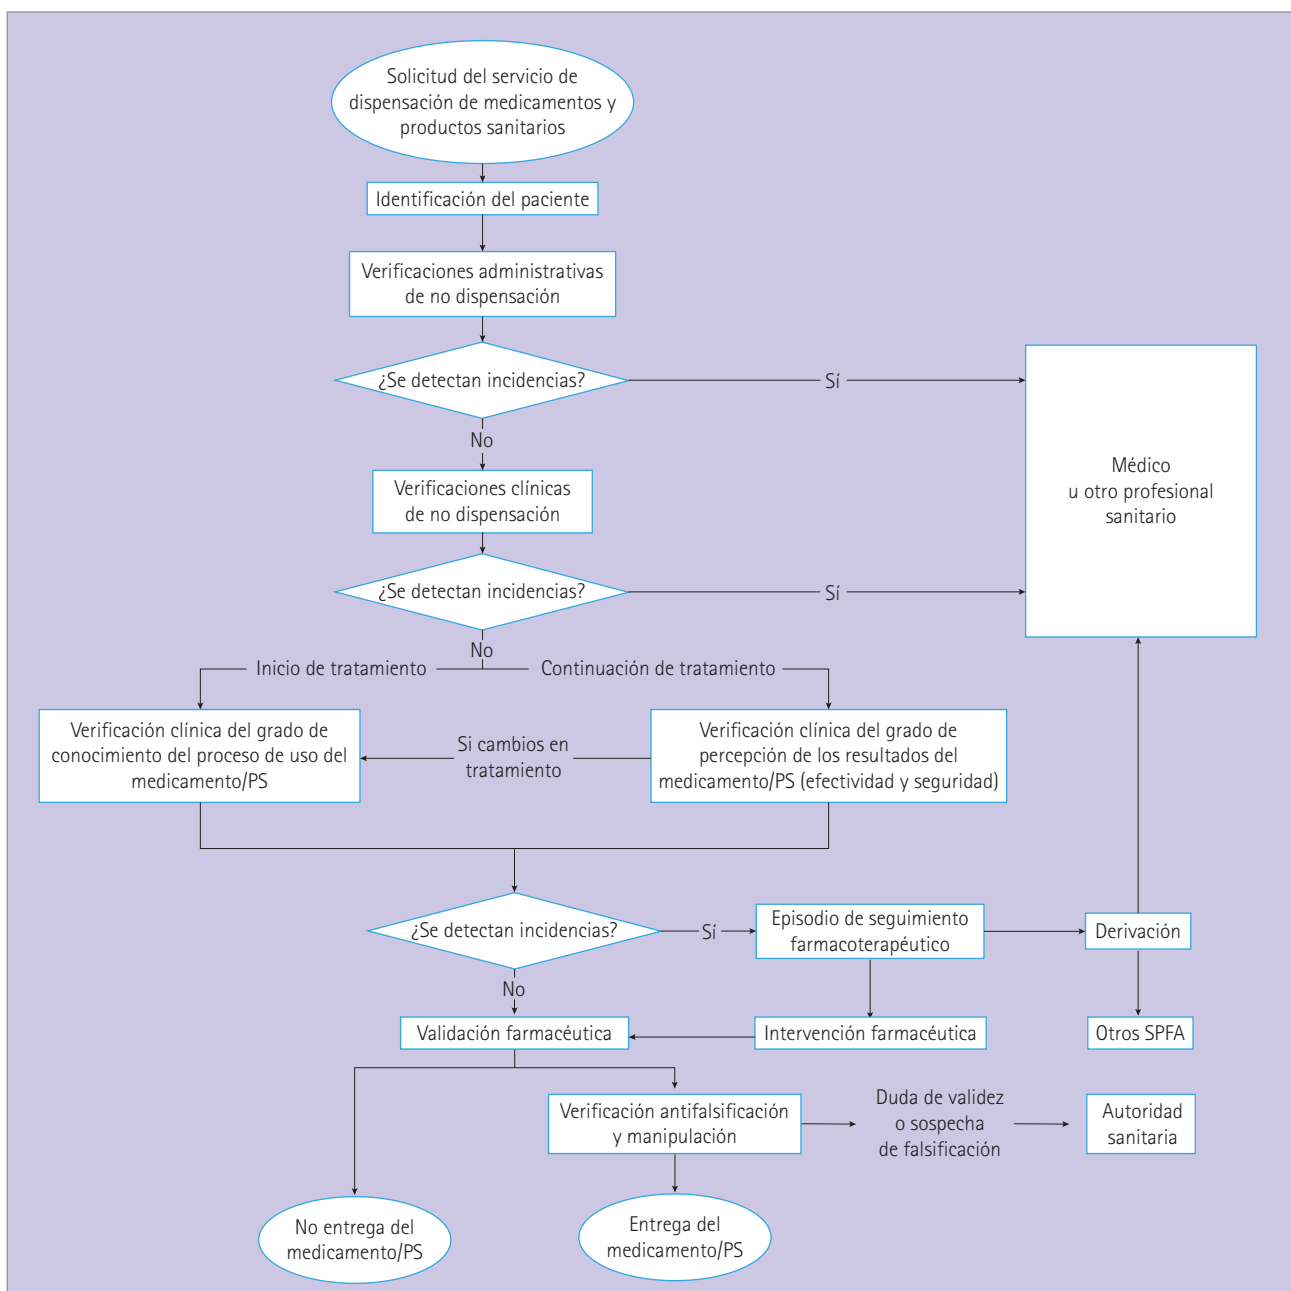 Solicitud del servicio de
dispensación de medicamentos y
productos sanitarios
Identificación del paciente
Verificaciones administrativas
de no dispensación
¿Se detectan incidencias?
Sí
No
Médico
u otro profesional
sanitario
Verificaciones clínicas
de no dispensación
¿Se detectan incidencias?
Sí
No
Inicio de tratamiento
Continuación de tratamiento
Verificación clínica del grado de
conocimiento del proceso de uso del
medicamento/PS
Si cambios en
tratamiento
Verificación clínica del grado de
percepción de los resultados del
medicamento/PS (efectividad y seguridad)
¿Se detectan incidencias?
Sí
Episodio de seguimiento
farmacoterapéutico
Derivación
No
Validación farmacéutica
Intervención farmacéutica
Otros SPFA
Verificación antifalsificación
y manipulación
Duda de validez
o sospecha
de falsificación
Autoridad
sanitaria
No entrega del
medicamento/PS
Entrega del
medicamento/PS